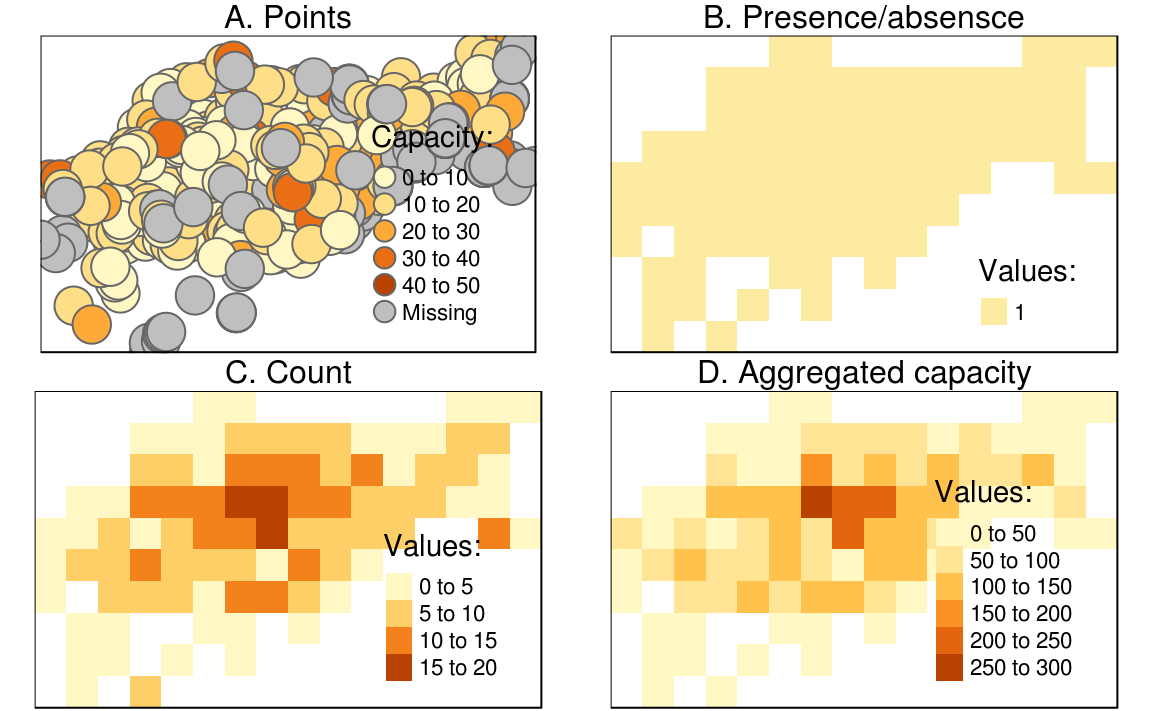 A. Points
Capacity:
0 to 10
10 to 20
20 to 30
30 to 40
40 to 50
Missing
B. Presence/absensce
Values:
1
C. Count
Values:
0 to 5
5 to 10
10 to 15
15 to 20
D. Aggregated capacity
Values:
0 to 50
50 to 100
100 to 150
150 to 200
200 to 250
250 to 300